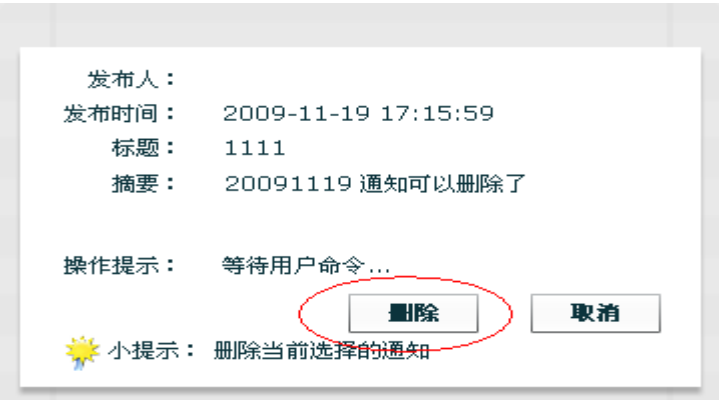 发布人：
发布时间： 2009-11-19 17:15:59
标题： 1111
摘要： 20091119 通知可以删除了
操作提示： 等待用户命令...
删除 取消
小提示： 删除当前选择的通知